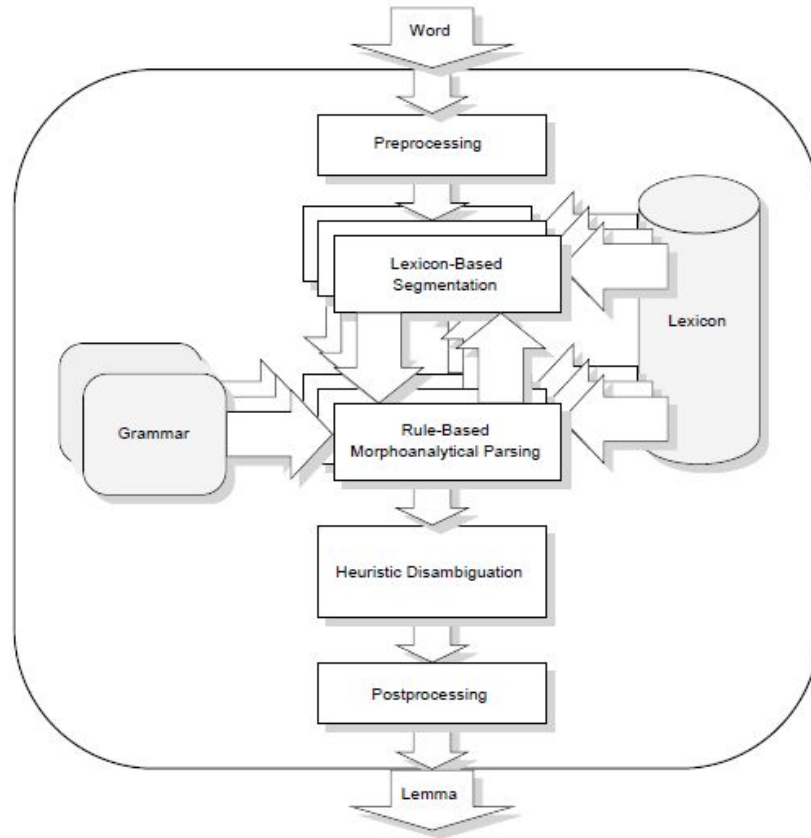 Word
Preprocessing
Lexicon-Based
Segmentation
Lexicon
Grammar
Rule-Based
Morphoanalytical Parsing
Heuristic Disambiguation
Postprocessing
Lemma